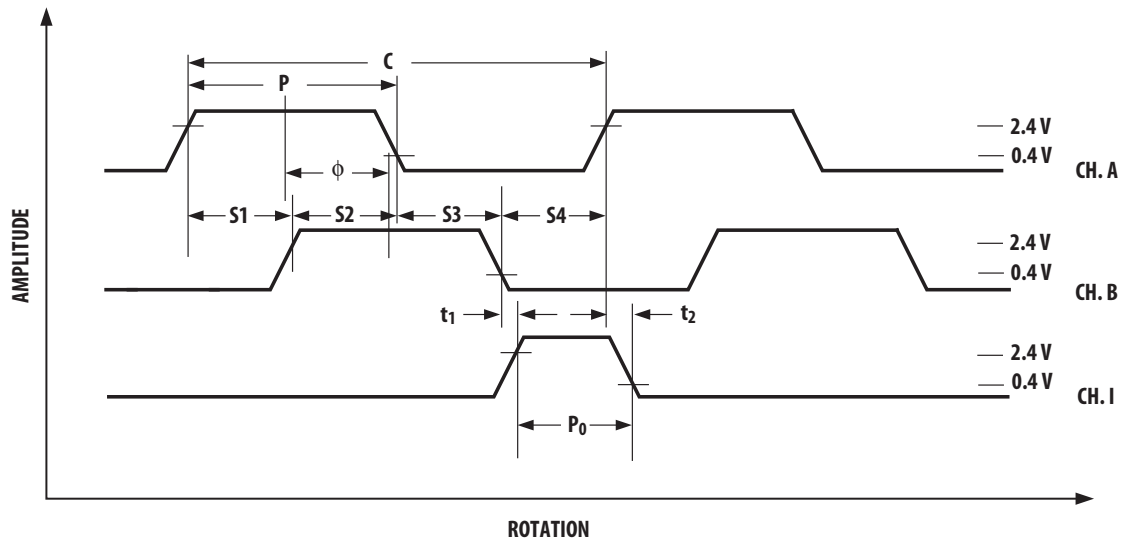 C
P
2.4 V
0.4 V
CH. A
ϕ
S1 S2 S3 S4
2.4 V
0.4 V
CH. B
AMPLITUDE
t₁ t₂
2.4 V
0.4 V
CH. I
P₀
ROTATION